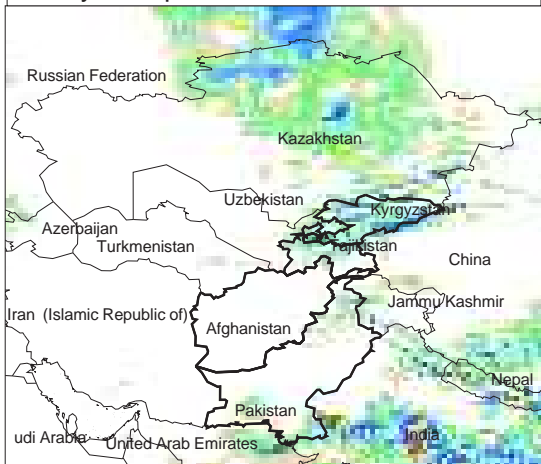 Russian Federation
Kazakhstan
Uzbekistan
Kyrgyzstan
Azerbaijan
Turkmenistan
Tajikistan
China
Jammu/Kashmir
Iran (Islamic Republic of)
Afghanistan
Nepal
Pakistan
udi Arabia
United Arab Emirates
India